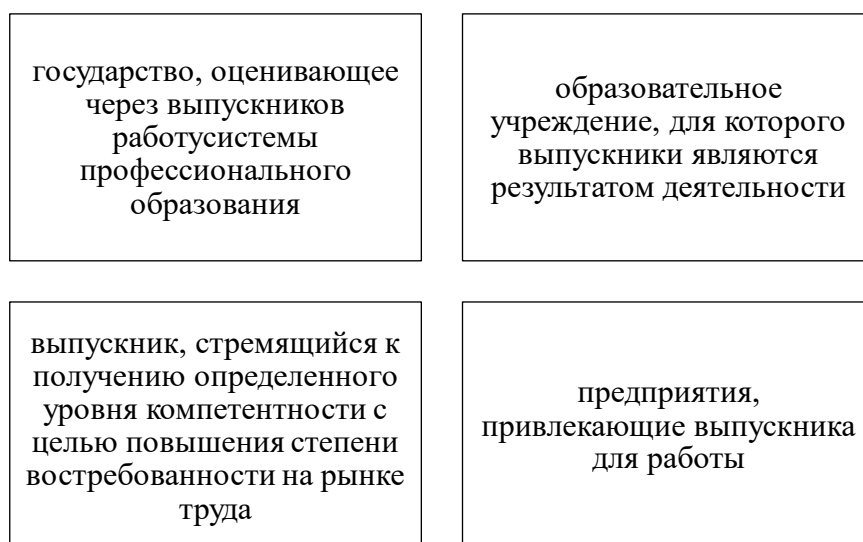 государство, оценивающее
через выпускников
работусистемы
профессионального
образования
образовательное
учреждение, для которого
выпускники являются
результатом деятельности
выпускник, стремящийся к
получению определенного
уровня компетентности с
целью повышения степени
востребованности на рынке
труда
предприятия,
привлекающие выпускника
для работы